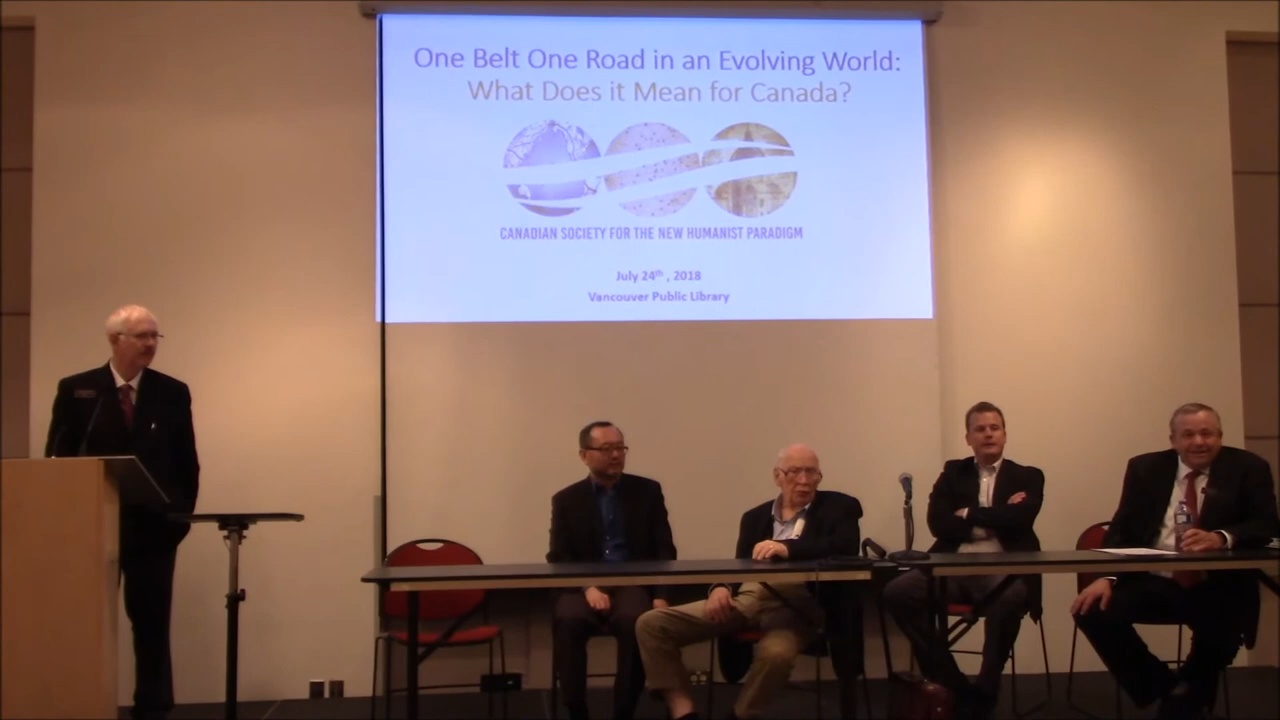 One Belt One Road in an Evolving World:
What Does it Mean for Canada?
CANADIAN SOCIETY FOR THE NEW HUMANIST PARADIGM
July 24th , 2018
Vancouver Public Library